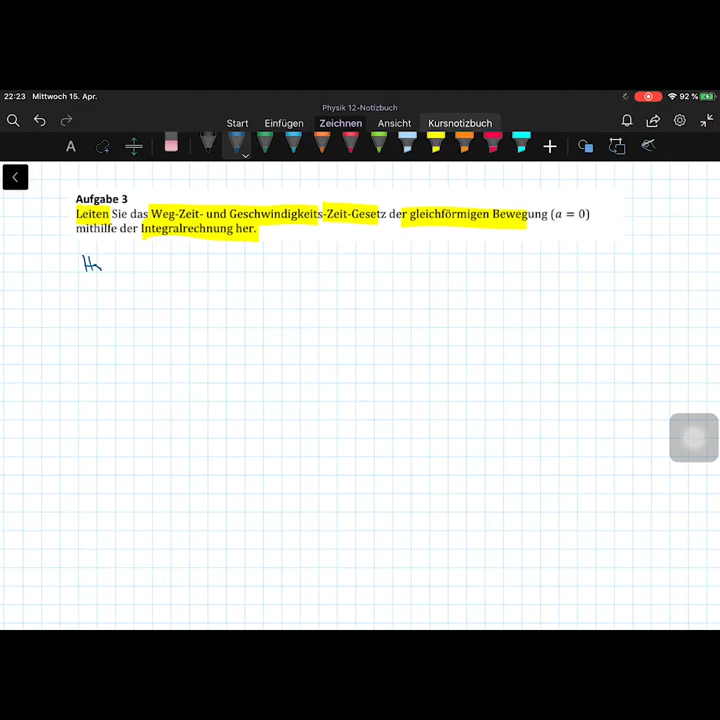 22:23 Mittwoch 15. Apr. 92 %
Physik 12-Notizbuch
Start Einfügen Zeichnen Ansicht Kursnotizbuch
A
Aufgabe 3
Leiten Sie das Weg-Zeit- und Geschwindigkeits-Zeit-Gesetz der gleichförmigen Bewegung (a = 0)
mithilfe der Integralrechnung her.